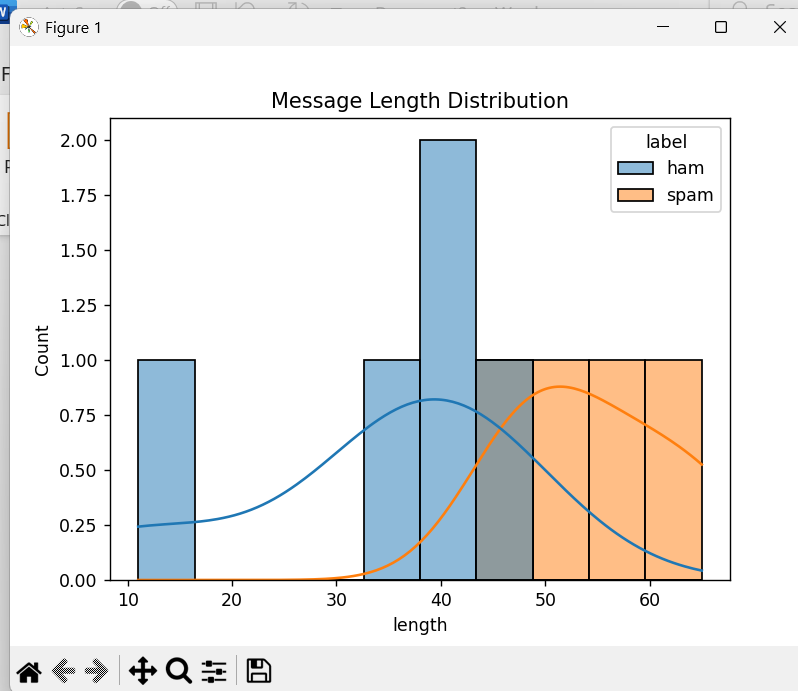 Figure 1
Message Length Distribution
label
ham
spam
2.00
1.75
1.50
1.25
1.00
0.75
0.50
0.25
0.00
Count
10 20 30 40 50 60
length